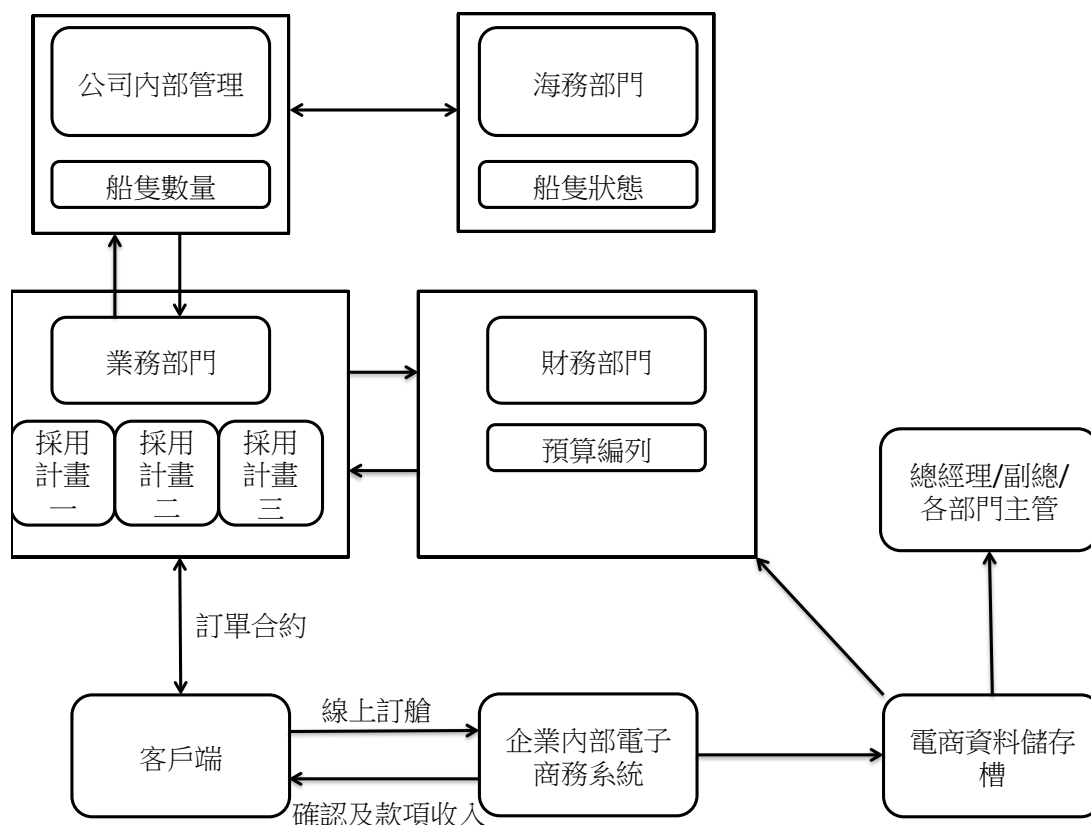 公司內部管理
海務部門
船隻數量
船隻狀態
業務部門
財務部門
採用
計畫
一
採用
計畫
二
採用
計畫
三
預算編列
總經理/副總/
各部門主管
訂單合約
客戶端
線上訂艙
確認及款項收入
企業內部電子
商務系統
電商資料儲存
槽